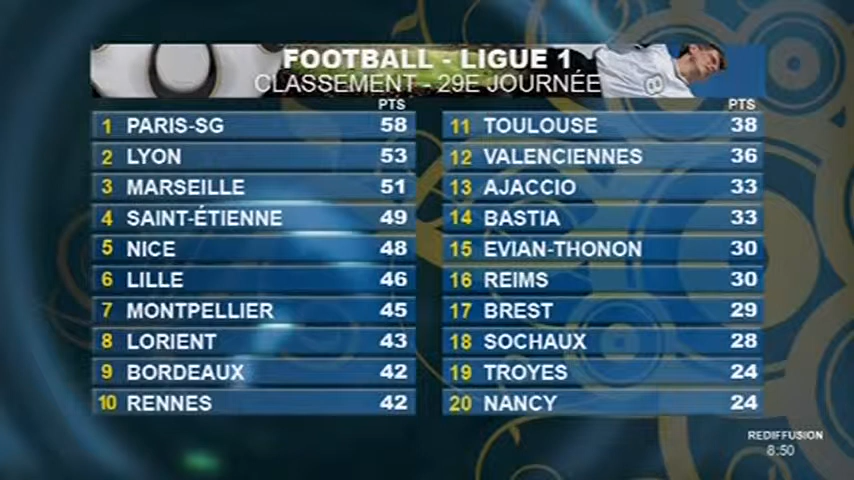 FOOTBALL - LIGUE 1
CLASSEMENT - 29E JOURNÉE
PTS
1 PARIS-SG 58
2 LYON 53
3 MARSEILLE 51
4 SAINT-ÉTIENNE 49
5 NICE 48
6 LILLE 46
7 MONTPELLIER 45
8 LORIENT 43
9 BORDEAUX 42
10 RENNES 42
PTS
11 TOULOUSE 38
12 VALENCIENNES 36
13 AJACCIO 33
14 BASTIA 33
15 EVIAN-THONON 30
16 REIMS 30
17 BREST 29
18 SOCHAUX 28
19 TROYES 24
20 NANCY 24
REDIFFUSION
8:50